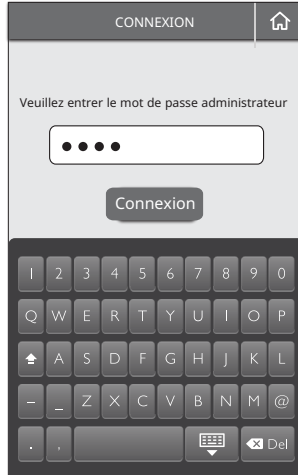 CONNEXION
Veuillez entrer le mot de passe administrateur
••••
Connexion
1 2 3 4 5 6 7 8 9 0
Q W E R T Y U I O P
A S D F G H J K L
- _ Z X C V B N M @
. , Del